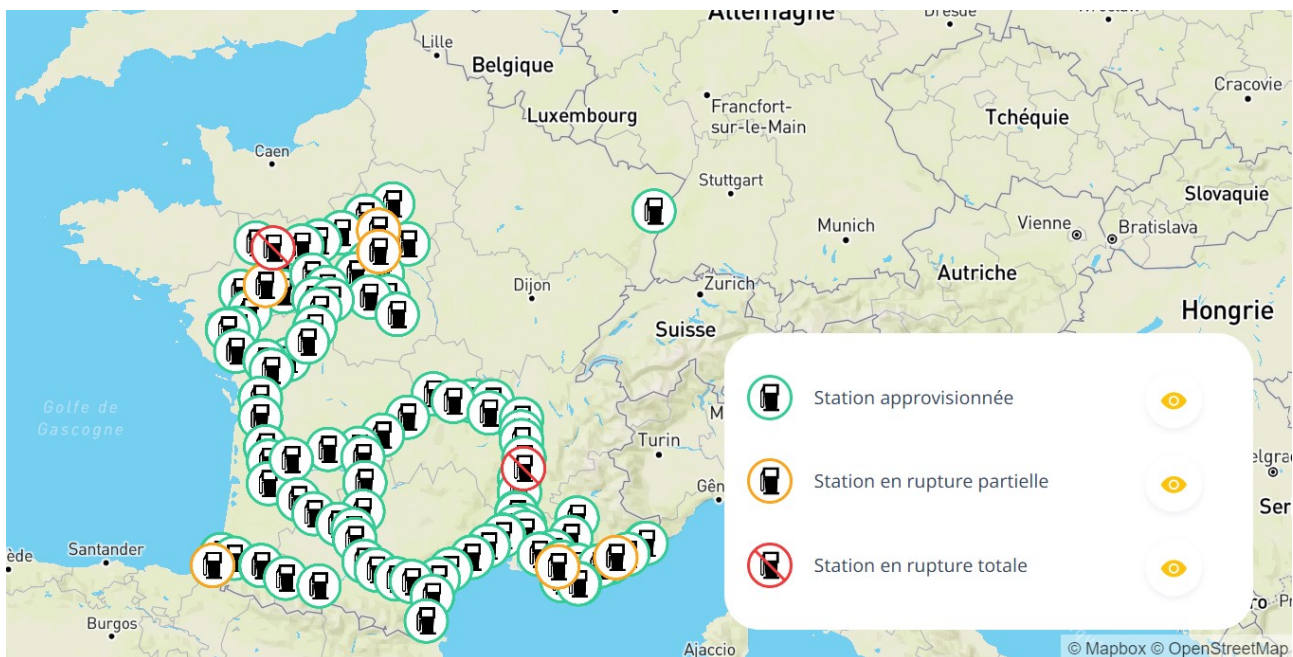 Allemagne
Lille
Belgique
Cracovie
Francfort-
sur-le-Main
Luxembourg
Tchéquie
Caen
Stuttgart
Slovaquie
Vienne
Bratislava
Munich
Autriche
Dijon
Zurich
Hongrie
Suisse
Golfe de
Gascogne
Station approvisionnée
Turin
Station en rupture partielle
Santander
Station en rupture totale
Burgos
Ajaccio
© Mapbox © OpenStreetMap